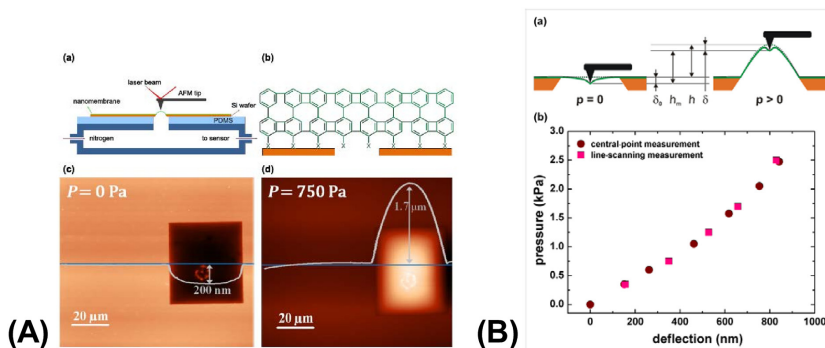 (a)
laser beam
AFM tip
nanomembrane
Si wafer
PDMS
nitrogen
to sensor
(b)
X X X X X X X
(c)
P = 0 Pa
200 nm
20 µm
(d)
P = 750 Pa
1.7 µm
20 µm
(A)
(a)
p = 0
δ₀ hₘ h δ
p > 0
(b)
central-point measurement
line-scanning measurement
pressure (kPa)
3.0
2.5
2.0
1.5
1.0
0.5
0.0
0 200 400 600 800 1000
deflection (nm)
(B)